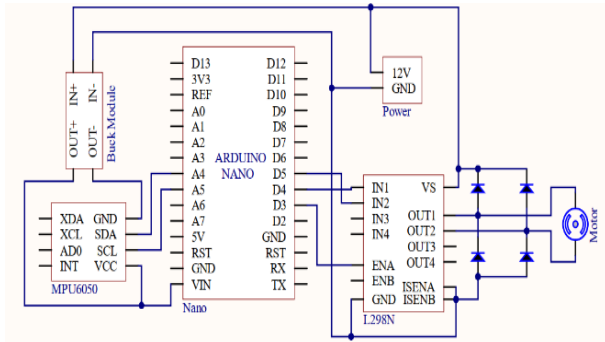 IN+ IN-
OUT+ OUT-
Buck Module
XDA GND
XCL SDA
AD0 SCL
INT VCC
MPU6050
D13 D12
3V3 D11
REF D10
A0 D9
A1 D8
A2 D7
A3 D6
ARDUINO
NANO
A4 D5
A5 D4
A6 D3
A7 D2
5V GND
RST RST
GND RX
VIN TX
Nano
12V
GND
Power
IN1 VS
IN2
IN3 OUT1
IN4 OUT2
OUT3
ENA OUT4
ENB
ISENA
GND ISENB
L298N
Motor